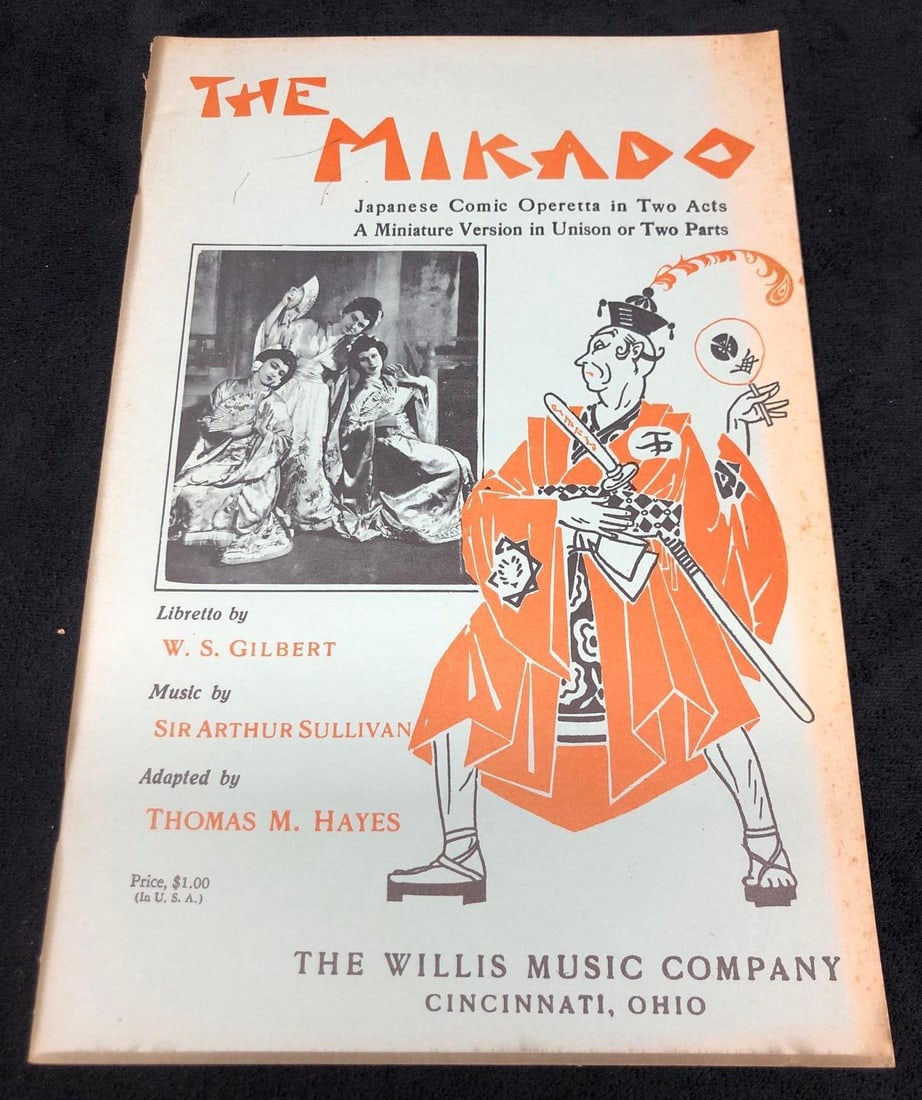 THE
MIKADO
Japanese Comic Operetta in Two Acts
A Miniature Version in Unison or Two Parts
Libretto by
W. S. GILBERT
Music by
SIR ARTHUR SULLIVAN
Adapted by
THOMAS M. HAYES
Price, $1.00
(In U. S. A.)
THE WILLIS MUSIC COMPANY
CINCINNATI, OHIO